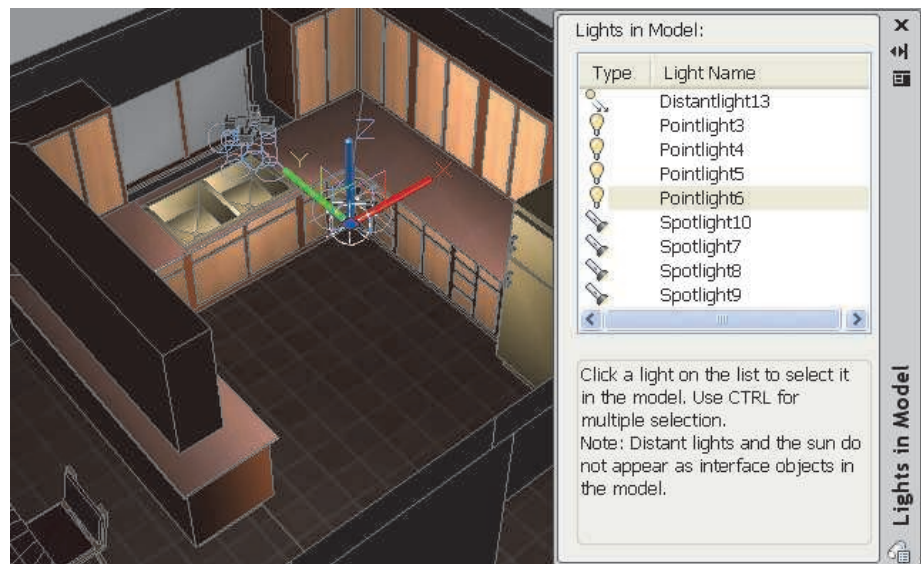 Lights in Model:
Type Light Name
Distantlight13
Pointlight3
Pointlight4
Pointlight5
Pointlight6
Spotlight10
Spotlight7
Spotlight8
Spotlight9
Click a light on the list to select it
in the model. Use CTRL for
multiple selection.
Note: Distant lights and the sun do
not appear as interface objects in
the model.
Lights in Model
Z
Y
X